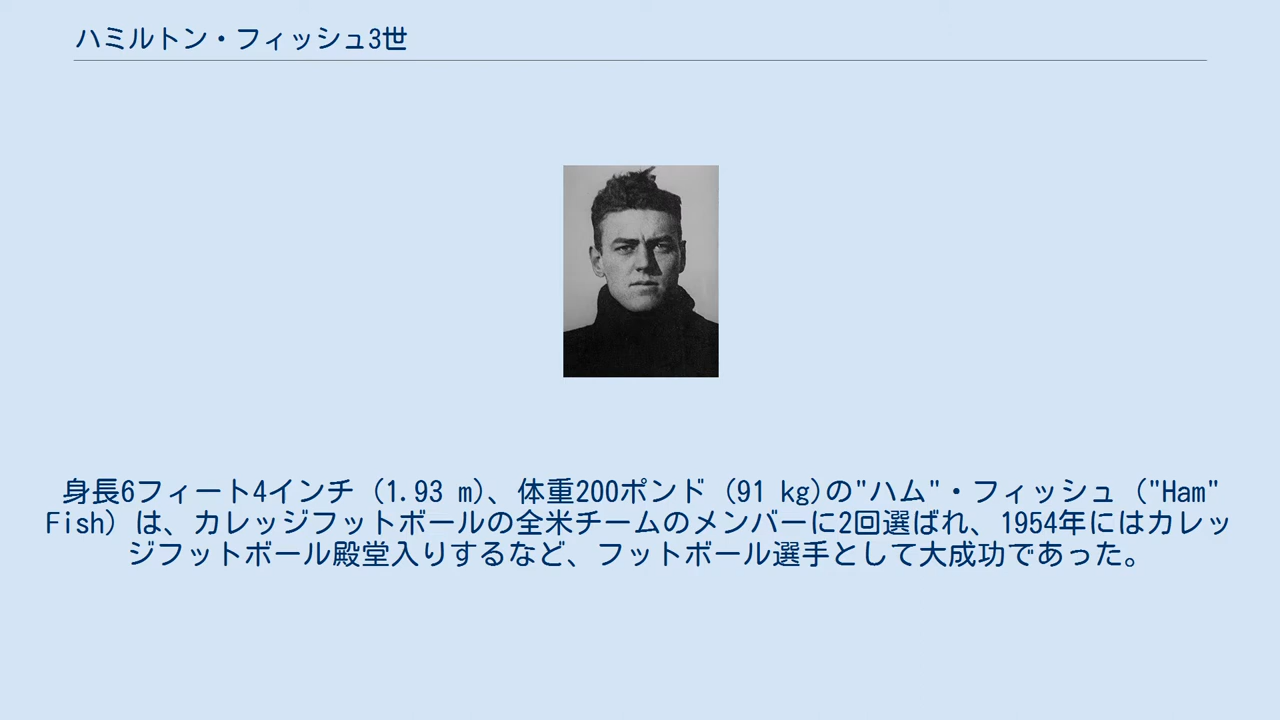 ハミルトン・フィッシュ3世
身長6フィート4インチ (1.93 m)、体重200ポンド (91 kg)の"ハム"・フィッシュ ("Ham"
Fish) は、カレッジフットボールの全米チームのメンバーに2回選ばれ、1954年にはカレッ
ジフットボール殿堂入りするなど、フットボール選手として大成功であった。